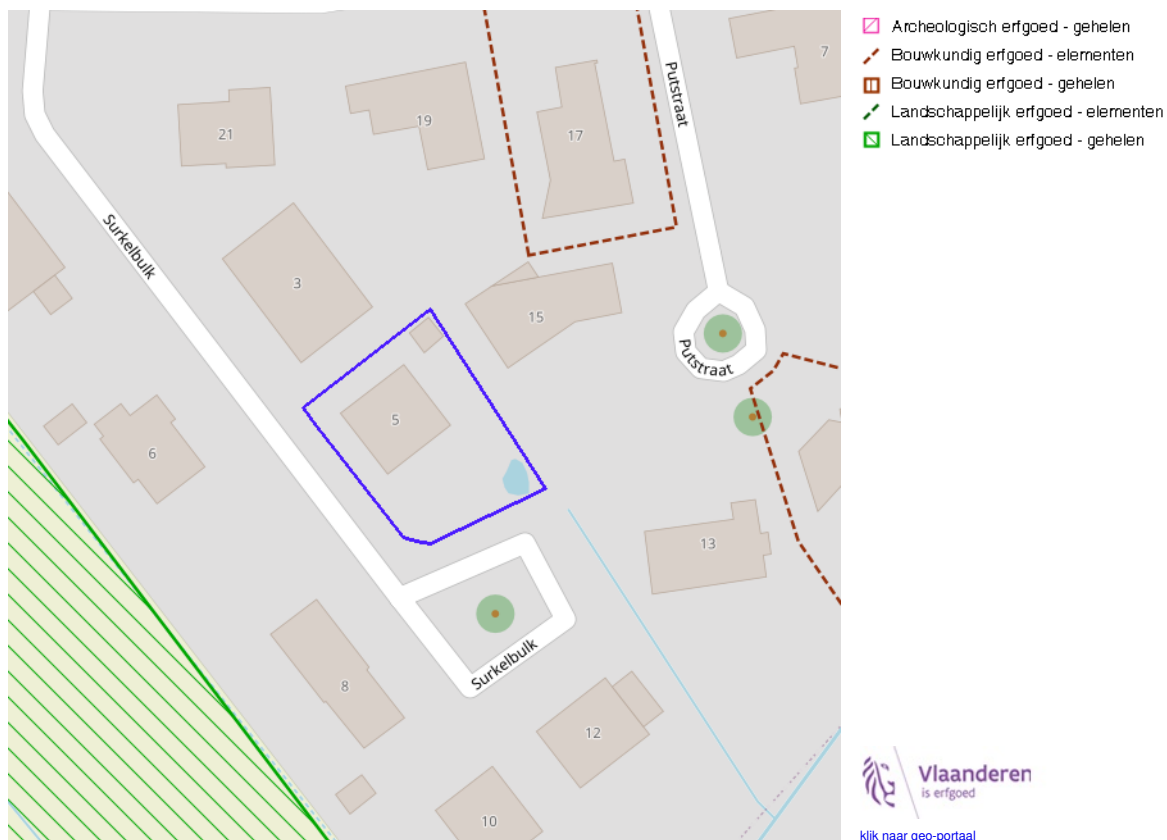 Archeologisch erfgoed - gehelen
Bouwkundig erfgoed - elementen
Bouwkundig erfgoed - gehelen
Landschappelijk erfgoed - elementen
Landschappelijk erfgoed - gehelen
7
Putstraat
21
19
17
Surkelbulk
3
15
Putstraat
5
6
13
Surkelbulk
8
12
10
Vlaanderen
is erfgoed
klik naar geo-portaal